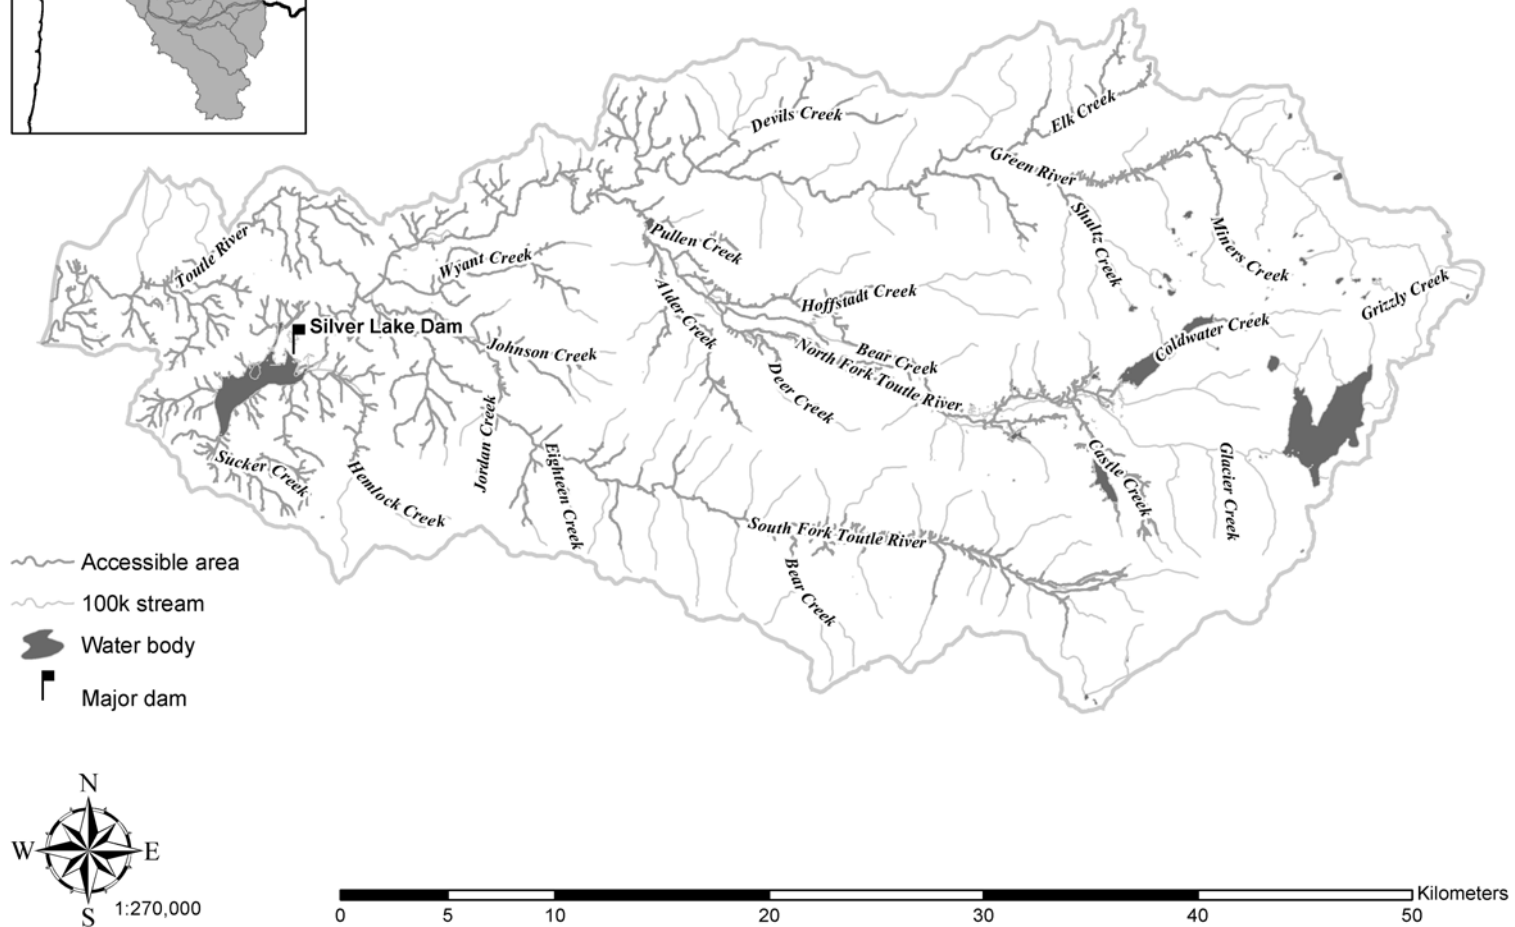 Devils Creek
Elk Creek
Green River
Toutle River
Pullen Creek
Shultz Creek
Miners Creek
Wyant Creek
Hoffstadt Creek
Grizzly Creek
Alder Creek
Silver Lake Dam
Coldwater Creek
Johnson Creek
Bear Creek
North Fork Toutle River
Deer Creek
Jordan Creek
Sucker Creek
Hemlock Creek
Eighteen Creek
Castle Creek
Glacier Creek
South Fork Toutle River
Bear Creek
Accessible area
100k stream
Water body
Major dam
N
W E
S
1:270,000
Kilometers
0 5 10 20 30 40 50